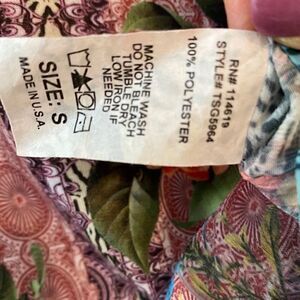 RN# 114619
STYLE# TSG5964
100% POLYESTER
MACHINE WASH
DO NOT BLEACH
TUMBLE DRY
LOW IRON IF
NEEDED
SIZE: S
MADE IN U.S.A.